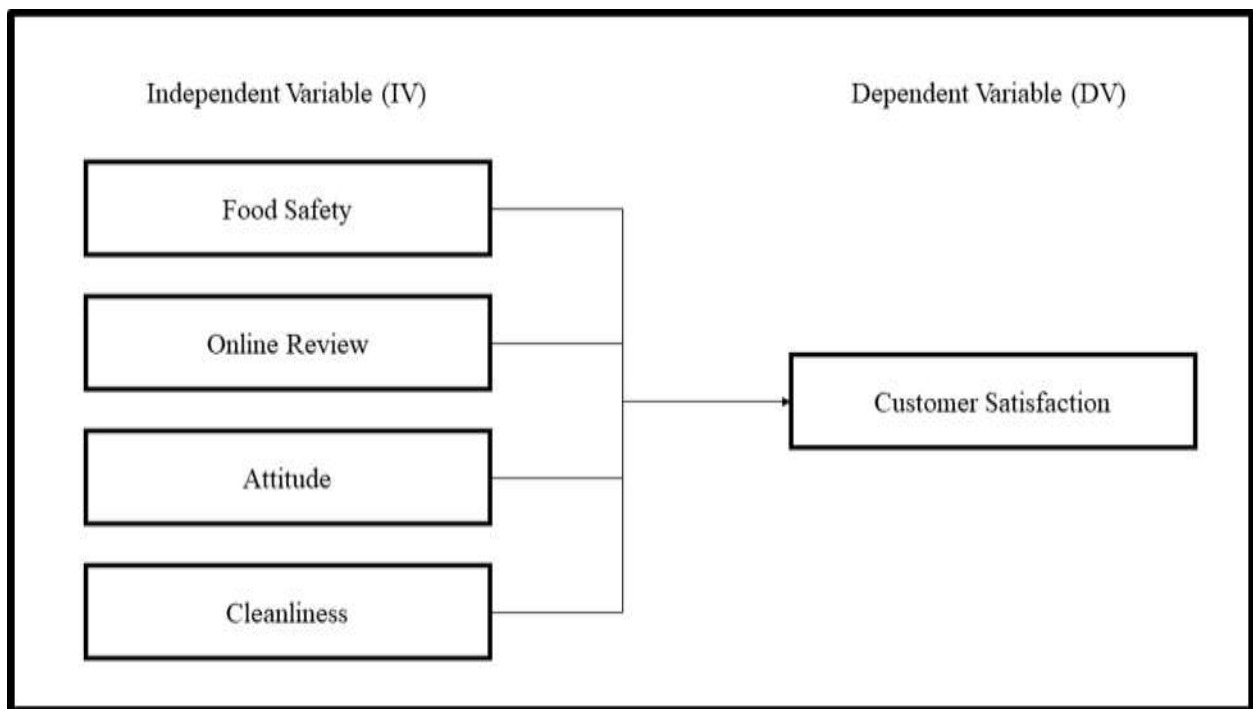 Independent Variable (IV)
Dependent Variable (DV)
Food Safety
Online Review
Attitude
Cleanliness
Customer Satisfaction